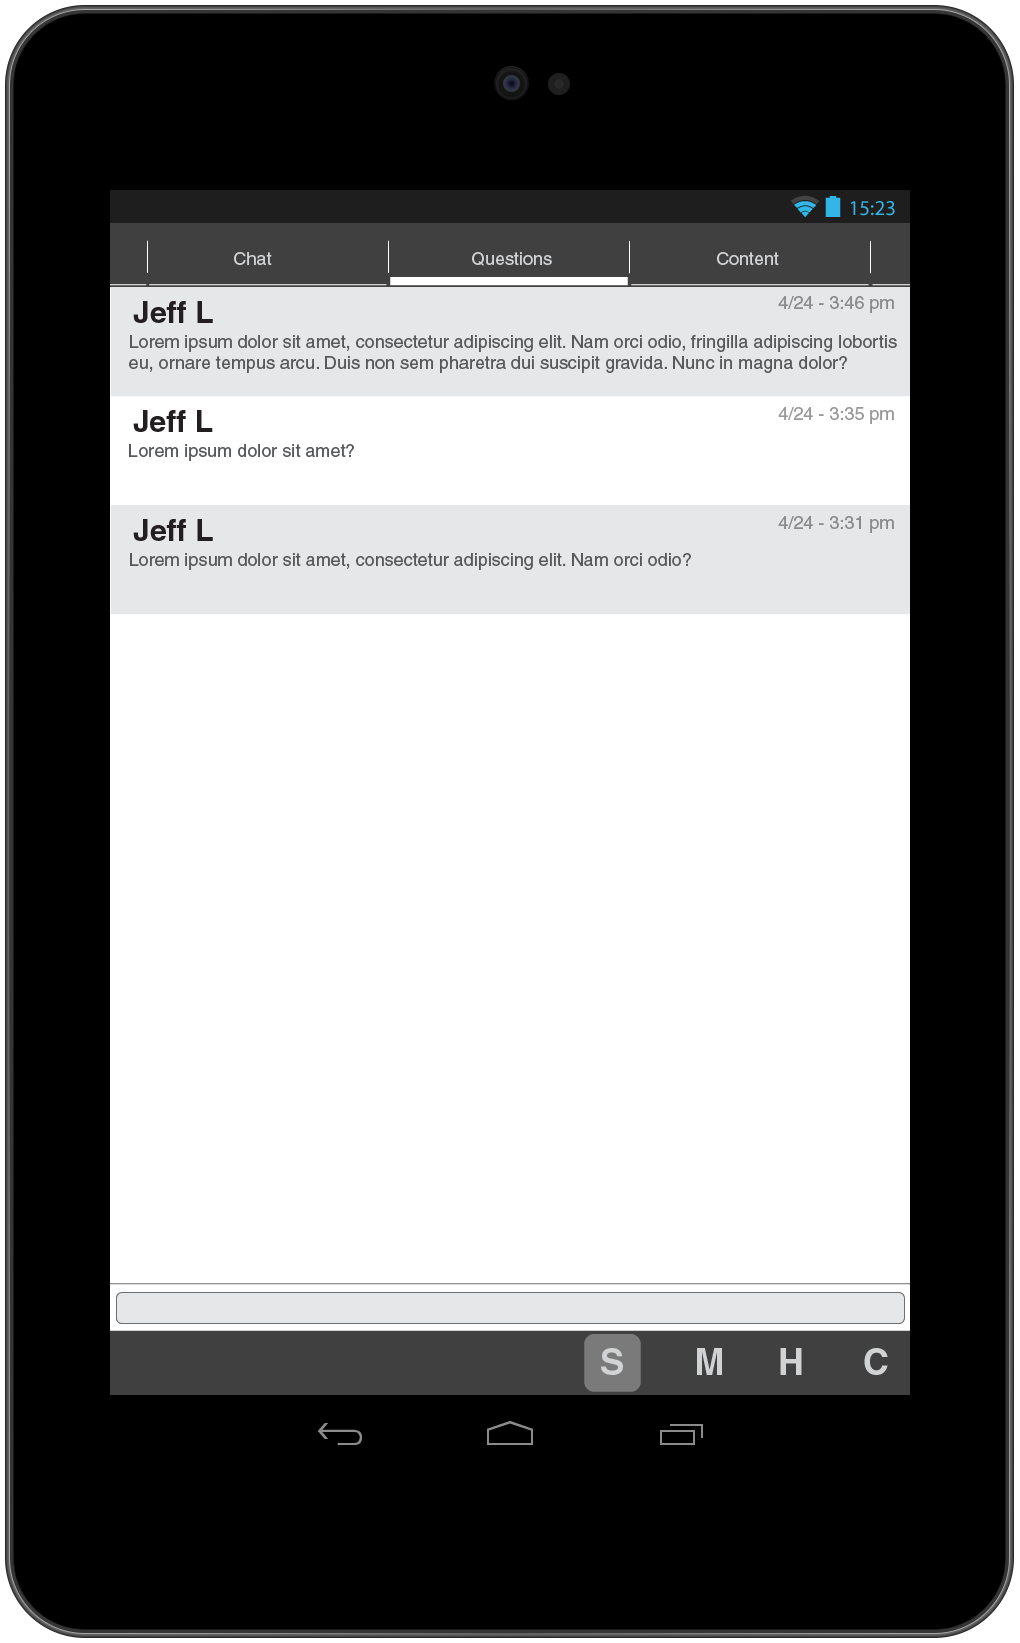 15:23
Chat Questions Content
Jeff L 4/24 - 3:46 pm
Lorem ipsum dolor sit amet, consectetur adipiscing elit. Nam orci odio, fringilla adipiscing lobortis
eu, ornare tempus arcu. Duis non sem pharetra dui suscipit gravida. Nunc in magna dolor?
Jeff L 4/24 - 3:35 pm
Lorem ipsum dolor sit amet?
Jeff L 4/24 - 3:31 pm
Lorem ipsum dolor sit amet, consectetur adipiscing elit. Nam orci odio?
S M H C